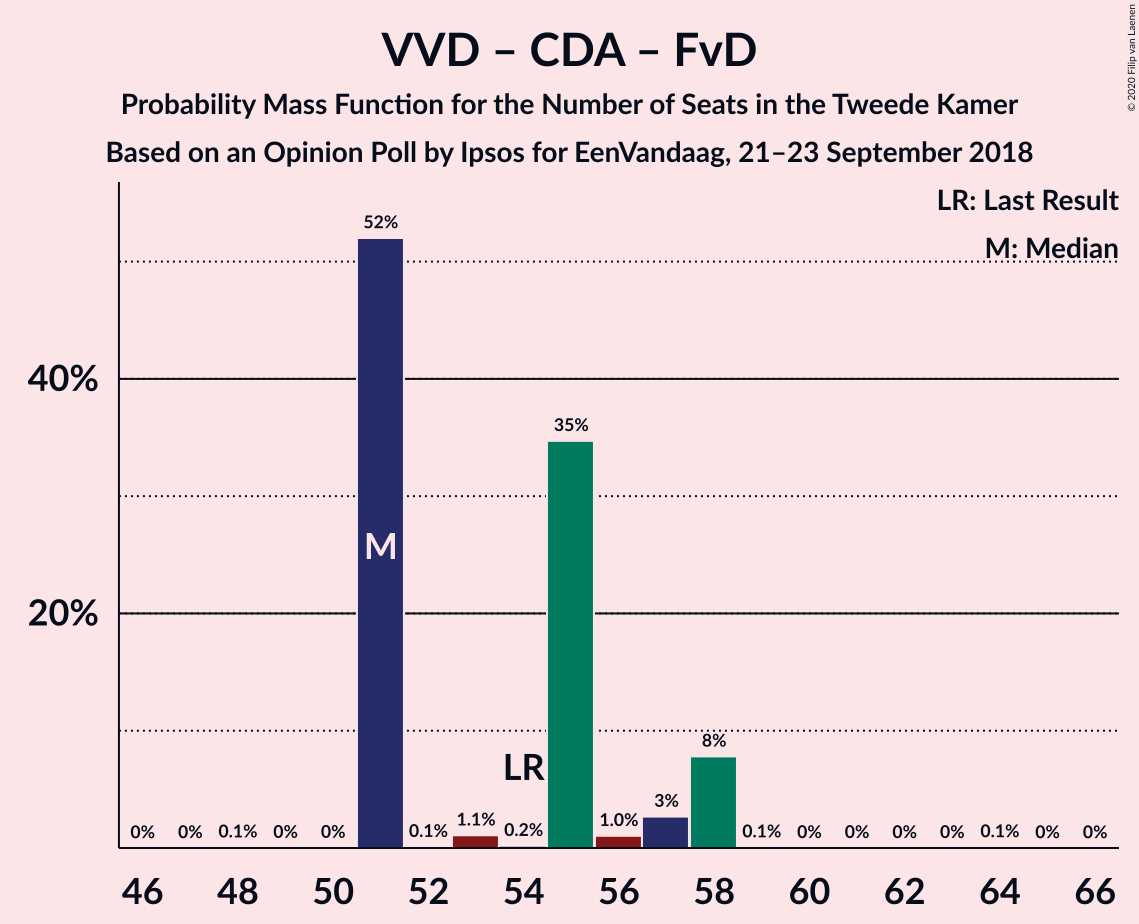 VVD – CDA – FvD
Probability Mass Function for the Number of Seats in the Tweede Kamer
Based on an Opinion Poll by Ipsos for EenVandaag, 21–23 September 2018
© 2020 Filip van Laenen
LR: Last Result
M: Median
40%
20%
0%
0%
0.1%
0%
0%
52%
0.1%
1.1%
0.2%
35%
1.0%
3%
8%
0.1%
0%
0%
0%
0%
0.1%
0%
0%
M
LR
46 48 50 52 54 56 58 60 62 64 66